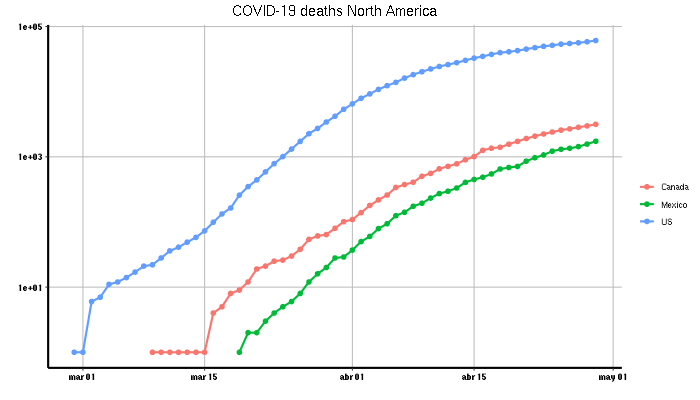 COVID-19 deaths North America
1e+05
1e+03
1e+01
mar 01 mar 15 abr 01 abr 15 may 01
Canada
Mexico
US